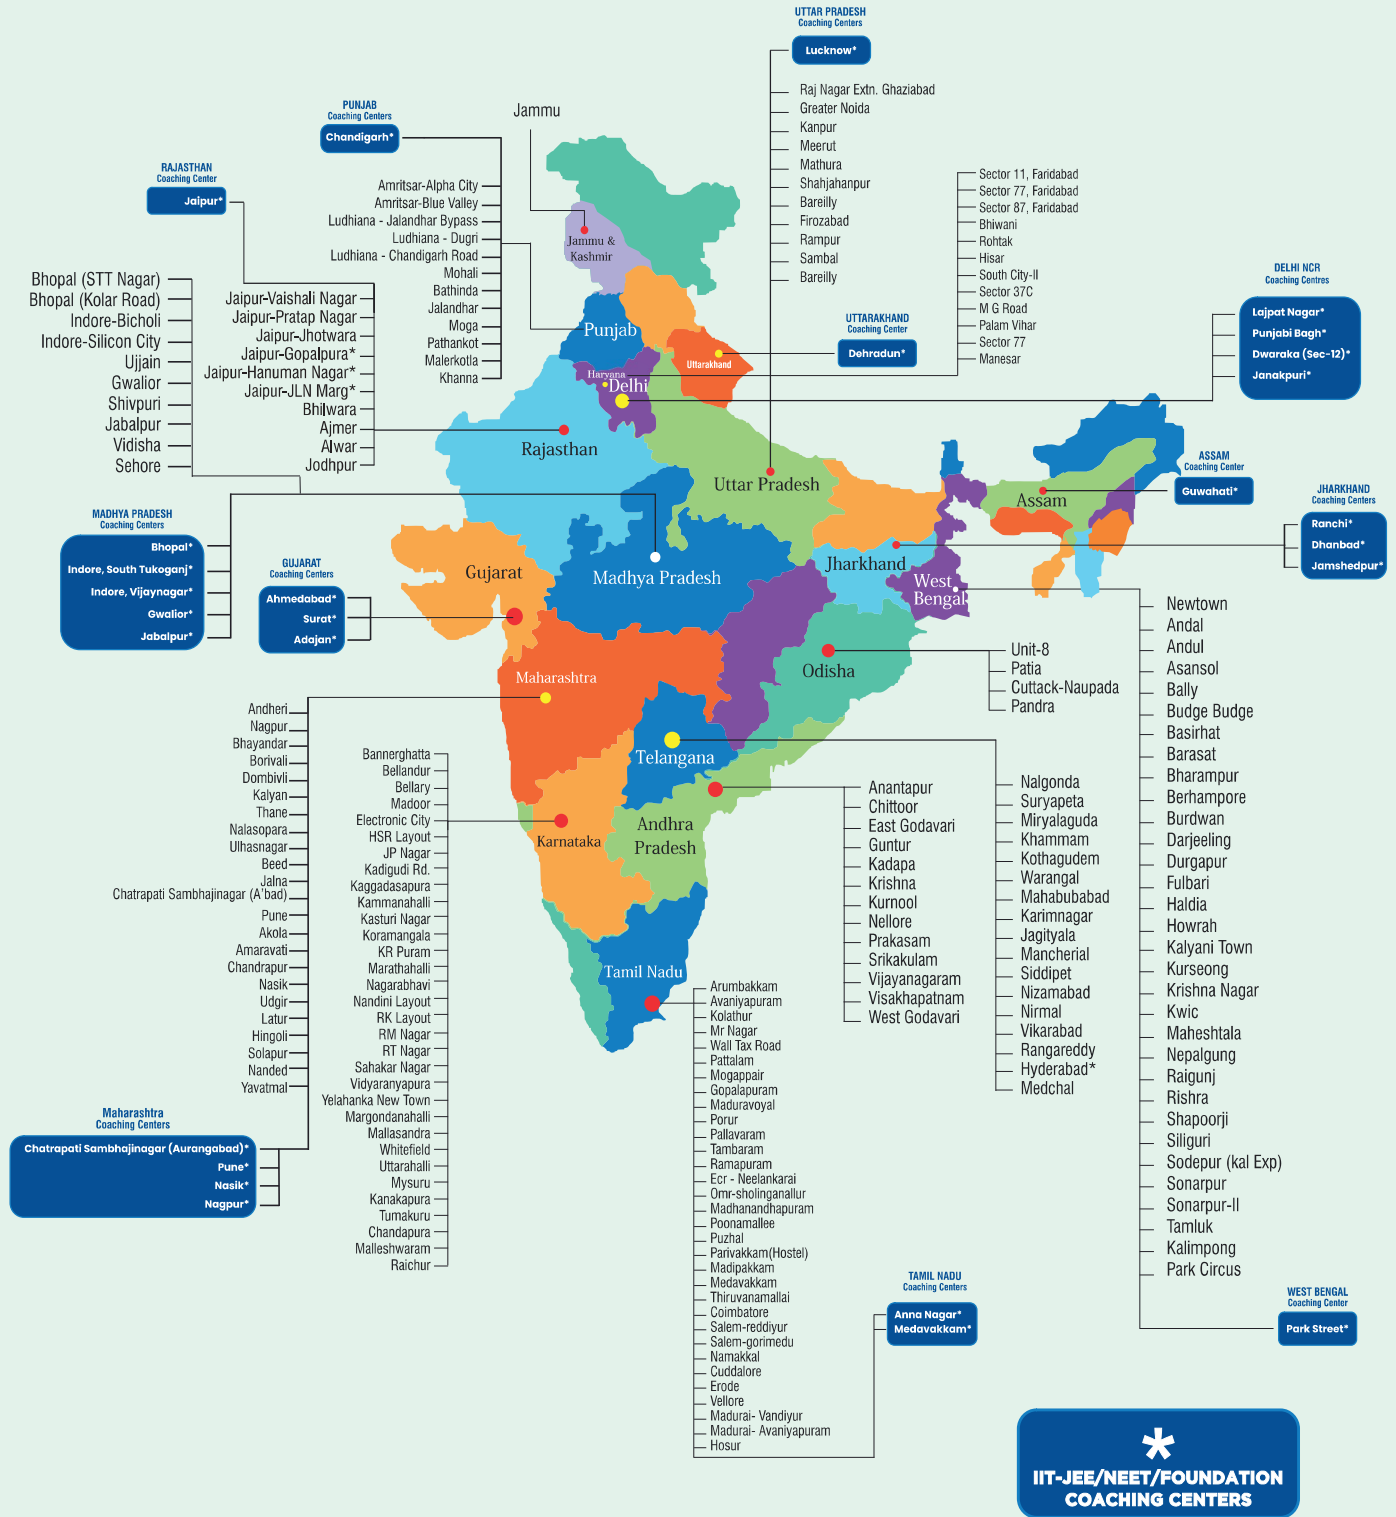 UTTAR PRADESH
Coaching Centers
Lucknow*
Raj Nagar Extn. Ghaziabad
Greater Noida
Kanpur
Meerut
Mathura
Shahjahanpur
Bareilly
Firozabad
Rampur
Sambal
Bareilly
PUNJAB
Coaching Centers
Chandigarh*
Amritsar-Alpha City
Amritsar-Blue Valley
Ludhiana - Jalandhar Bypass
Ludhiana - Dugri
Ludhiana - Chandigarh Road
Mohali
Bathinda
Jalandhar
Moga
Pathankot
Malerkotla
Khanna
Jammu
RAJASTHAN
Coaching Center
Jaipur*
Jaipur-Vaishali Nagar
Jaipur-Pratap Nagar
Jaipur-Jhotwara
Jaipur-Gopalpura*
Jaipur-Hanuman Nagar*
Jaipur-JLN Marg*
Bhilwara
Ajmer
Alwar
Jodhpur
Bhopal (STT Nagar)
Bhopal (Kolar Road)
Indore-Bicholi
Indore-Silicon City
Ujjain
Gwalior
Shivpuri
Jabalpur
Vidisha
Sehore
Sector 11, Faridabad
Sector 77, Faridabad
Sector 87, Faridabad
Bhiwani
Rohtak
Hisar
South City-II
Sector 37C
M G Road
Palam Vihar
Sector 77
Manesar
DELHI NCR
Coaching Centres
Lajpat Nagar*
Punjabi Bagh*
Dwaraka (Sec-12)*
Janakpuri*
UTTARAKHAND
Coaching Center
Dehradun*
ASSAM
Coaching Center
Guwahati*
JHARKHAND
Coaching Centers
Ranchi*
Dhanbad*
Jamshedpur*
MADHYA PRADESH
Coaching Centers
Bhopal*
Indore, South Tukoganj*
Indore, Vijaynagar*
Gwalior*
Jabalpur*
GUJARAT
Coaching Centers
Ahmedabad*
Surat*
Adajan*
Jammu &
Kashmir
Punjab
Uttarakhand
Haryana
Delhi
Rajasthan
Uttar Pradesh
Assam
Gujarat
Madhya Pradesh
Jharkhand
West
Bengal
Maharashtra
Odisha
Telangana
Karnataka
Andhra
Pradesh
Tamil Nadu
Unit-8
Patia
Cuttack-Naupada
Pandra
Newtown
Andal
Andul
Asansol
Bally
Budge Budge
Basirhat
Barasat
Bharampur
Berhampore
Burdwan
Darjeeling
Durgapur
Fulbari
Haldia
Howrah
Kalyani Town
Kurseong
Krishna Nagar
Kwic
Maheshtala
Nepalgung
Raigunj
Rishra
Shapoorji
Siliguri
Sodepur (kal Exp)
Sonarpur
Sonarpur-II
Tamluk
Kalimpong
Park Circus
WEST BENGAL
Coaching Center
Park Street*
Andheri
Nagpur
Bhayandar
Borivali
Dombivli
Kalyan
Thane
Nalasopara
Ulhasnagar
Beed
Jalna
Chatrapati Sambhajinagar (A'bad)
Pune
Akola
Amaravati
Chandrapur
Nasik
Udgir
Latur
Hingoli
Solapur
Nanded
Yavatmal
Maharashtra
Coaching Centers
Chatrapati Sambhajinagar (Aurangabad)*
Pune*
Nasik*
Nagpur*
Bannerghatta
Bellandur
Bellary
Madoor
Electronic City
HSR Layout
JP Nagar
Kadigudi Rd.
Kaggadasapura
Kammanahalli
Kasturi Nagar
Koramangala
KR Puram
Marathahalli
Nagarabhavi
Nandini Layout
RK Layout
RM Nagar
RT Nagar
Sahakar Nagar
Vidyaranyapura
Yelahanka New Town
Margondanahalli
Mallasandra
Whitefield
Uttarahalli
Mysuru
Kanakapura
Tumakuru
Chandapura
Malleshwaram
Raichur
Anantapur
Chittoor
East Godavari
Guntur
Kadapa
Krishna
Kurnool
Nellore
Prakasam
Srikakulam
Vijayanagaram
Visakhapatnam
West Godavari
Nalgonda
Suryapeta
Miryalaguda
Khammam
Kothagudem
Warangal
Mahabubabad
Karimnagar
Jagityala
Mancherial
Siddipet
Nizamabad
Nirmal
Vikarabad
Rangareddy
Hyderabad*
Medchal
Arumbakkam
Avaniyapuram
Kolathur
Mr Nagar
Wall Tax Road
Pattalam
Mogappair
Gopalapuram
Maduravoyal
Porur
Pallavaram
Tambaram
Ramapuram
Ecr - Neelankarai
Omr-sholinganallur
Madhanandhapuram
Poonamallee
Puzhal
Parivakkam(Hostel)
Madipakkam
Medavakkam
Thiruvanamallai
Coimbatore
Salem-reddiyur
Salem-gorimedu
Namakkal
Cuddalore
Erode
Vellore
Madurai- Vandiyur
Madurai- Avaniyapuram
Hosur
TAMIL NADU
Coaching Centers
Anna Nagar*
Medavakkam*
*
IIT-JEE/NEET/FOUNDATION
COACHING CENTERS